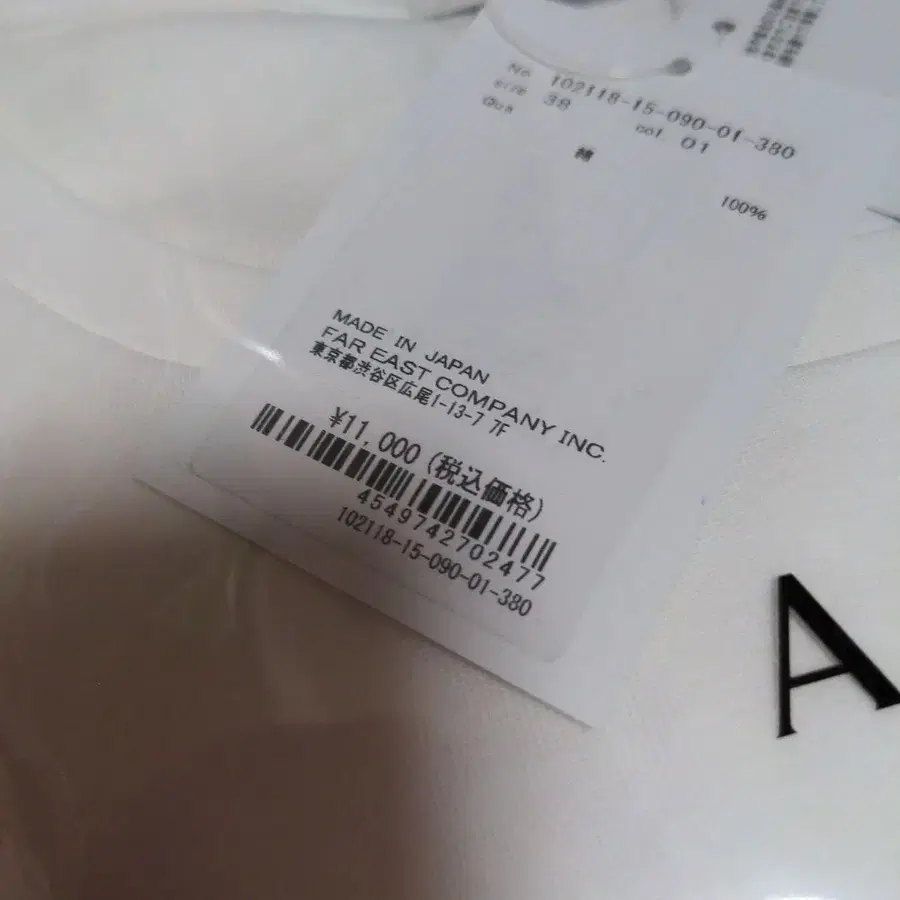 No 102118-15-090-01-380
size 38 col 01
Qua
綿 100%
MADE IN JAPAN
FAR EAST COMPANY INC.
東京都渋谷区広尾1-13-7 7F
¥11,000 (税込価格)
4549742702477
102118-15-090-01-380
A